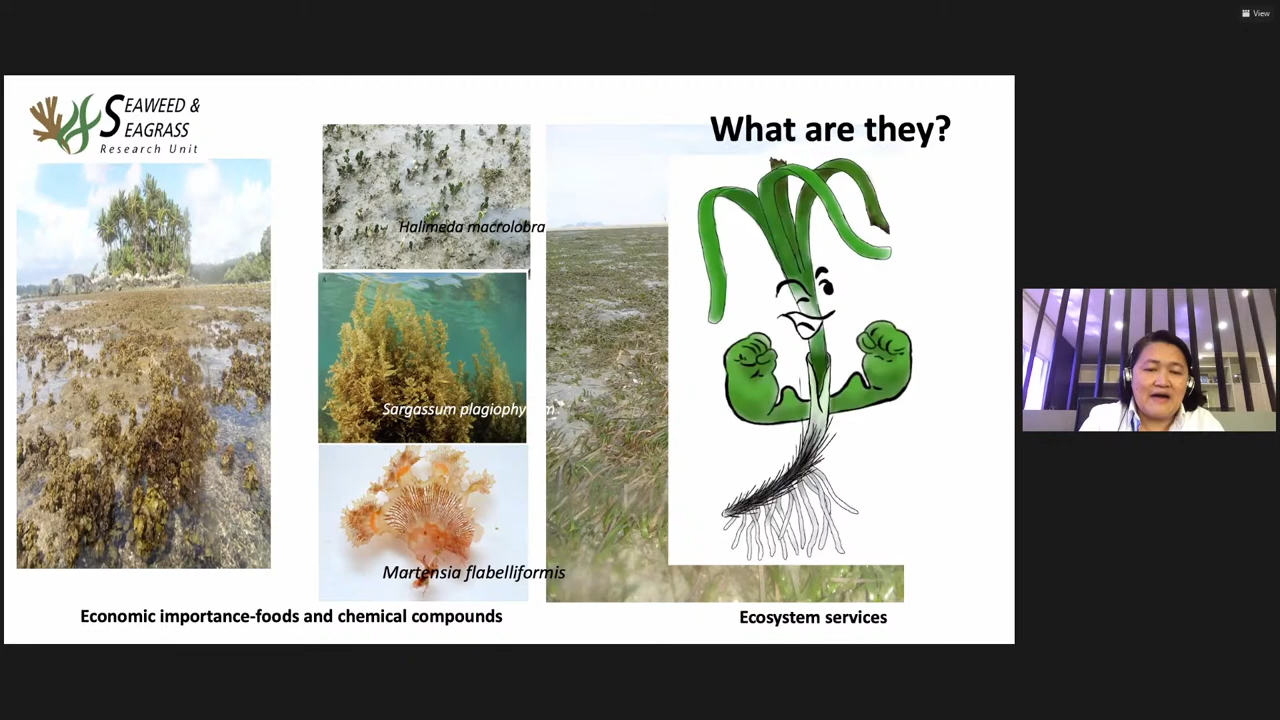 View
SEAWEED &
SEAGRASS
Research Unit
What are they?
Halimeda macrolobra
Sargassum plagiophyllum
Martensia flabelliformis
Economic importance-foods and chemical compounds
Ecosystem services